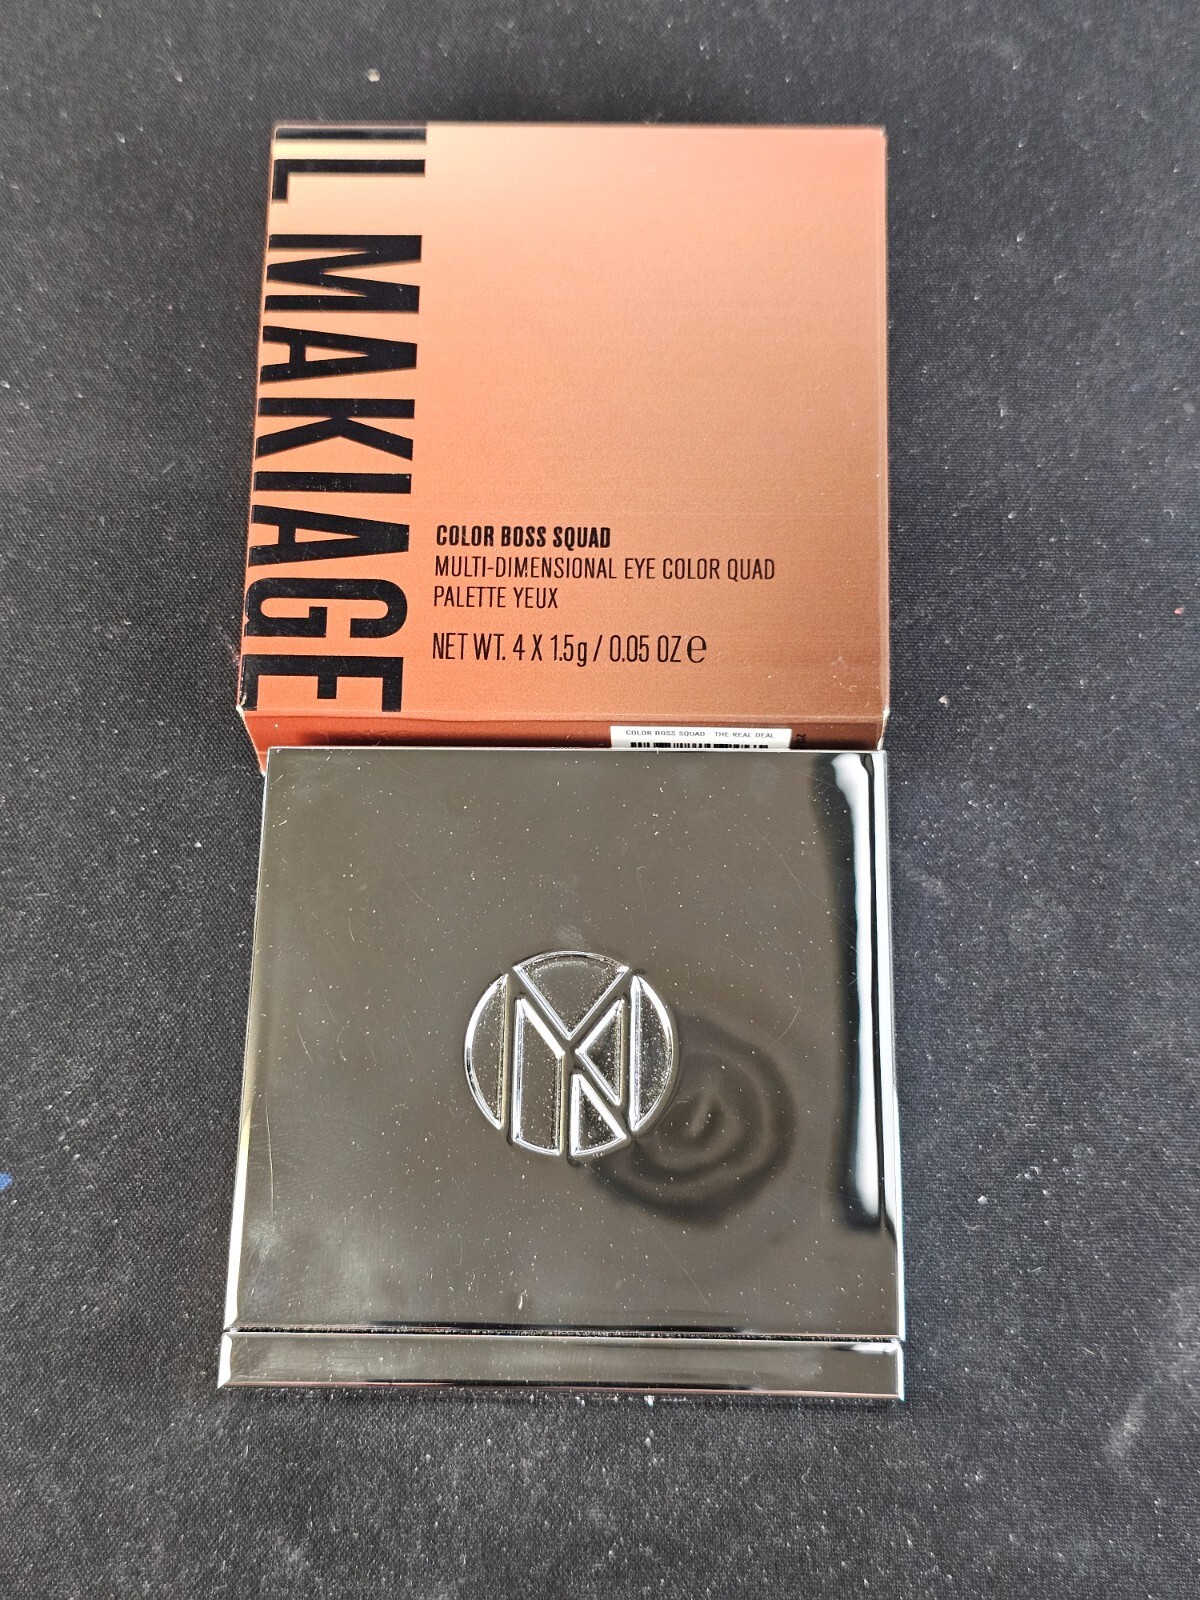 IL MAKIAGE
COLOR BOSS SQUAD
MULTI-DIMENSIONAL EYE COLOR QUAD
PALETTE YEUX
NET WT. 4 X 1.5g / 0.05 OZ e
COLOR BOSS SQUAD - THE REAL DEAL